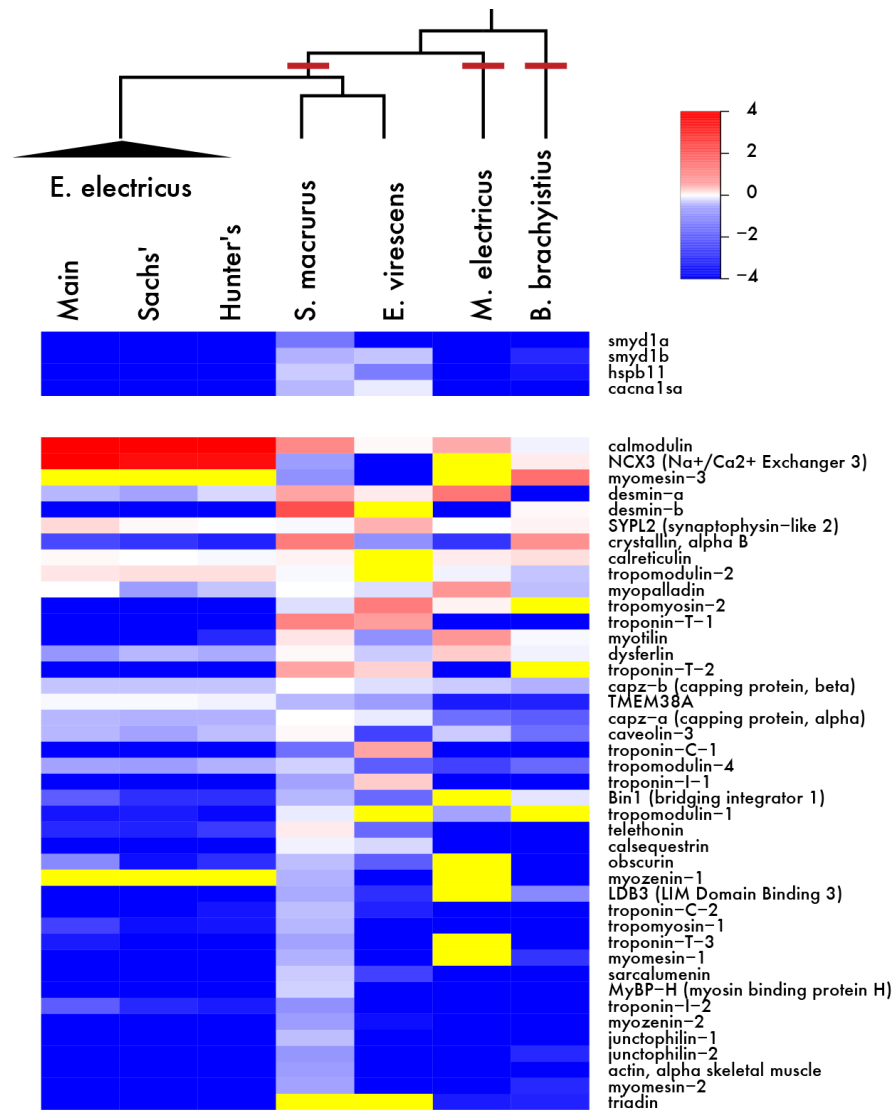 E. electricus
Main
Sachs'
Hunter's
S. macrurus
E. virescens
M. electricus
B. brachyistius
4
2
0
−2
−4
smyd1a
smyd1b
hspb11
cacna1sa
calmodulin
NCX3 (Na+/Ca2+ Exchanger 3)
myomesin−3
desmin−a
desmin−b
SYPL2 (synaptophysin−like 2)
crystallin, alpha B
calreticulin
tropomodulin−2
myopalladin
tropomyosin−2
troponin−T−1
myotilin
dysferlin
troponin−T−2
capz−b (capping protein, beta)
TMEM38A
capz−a (capping protein, alpha)
caveolin−3
troponin−C−1
tropomodulin−4
troponin−I−1
Bin1 (bridging integrator 1)
tropomodulin−1
telethonin
calsequestrin
obscurin
myozenin−1
LDB3 (LIM Domain Binding 3)
troponin−C−2
tropomyosin−1
troponin−T−3
myomesin−1
sarcalumenin
MyBP−H (myosin binding protein H)
troponin−I−2
myozenin−2
junctophilin−1
junctophilin−2
actin, alpha skeletal muscle
myomesin−2
triadin